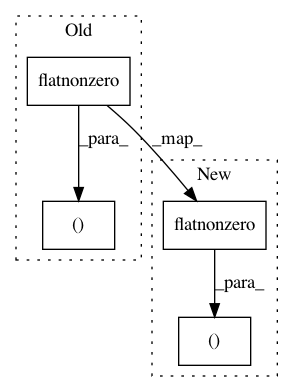 Old
flatnonzero
_para_
_map_
New
()
flatnonzero
_para_
()